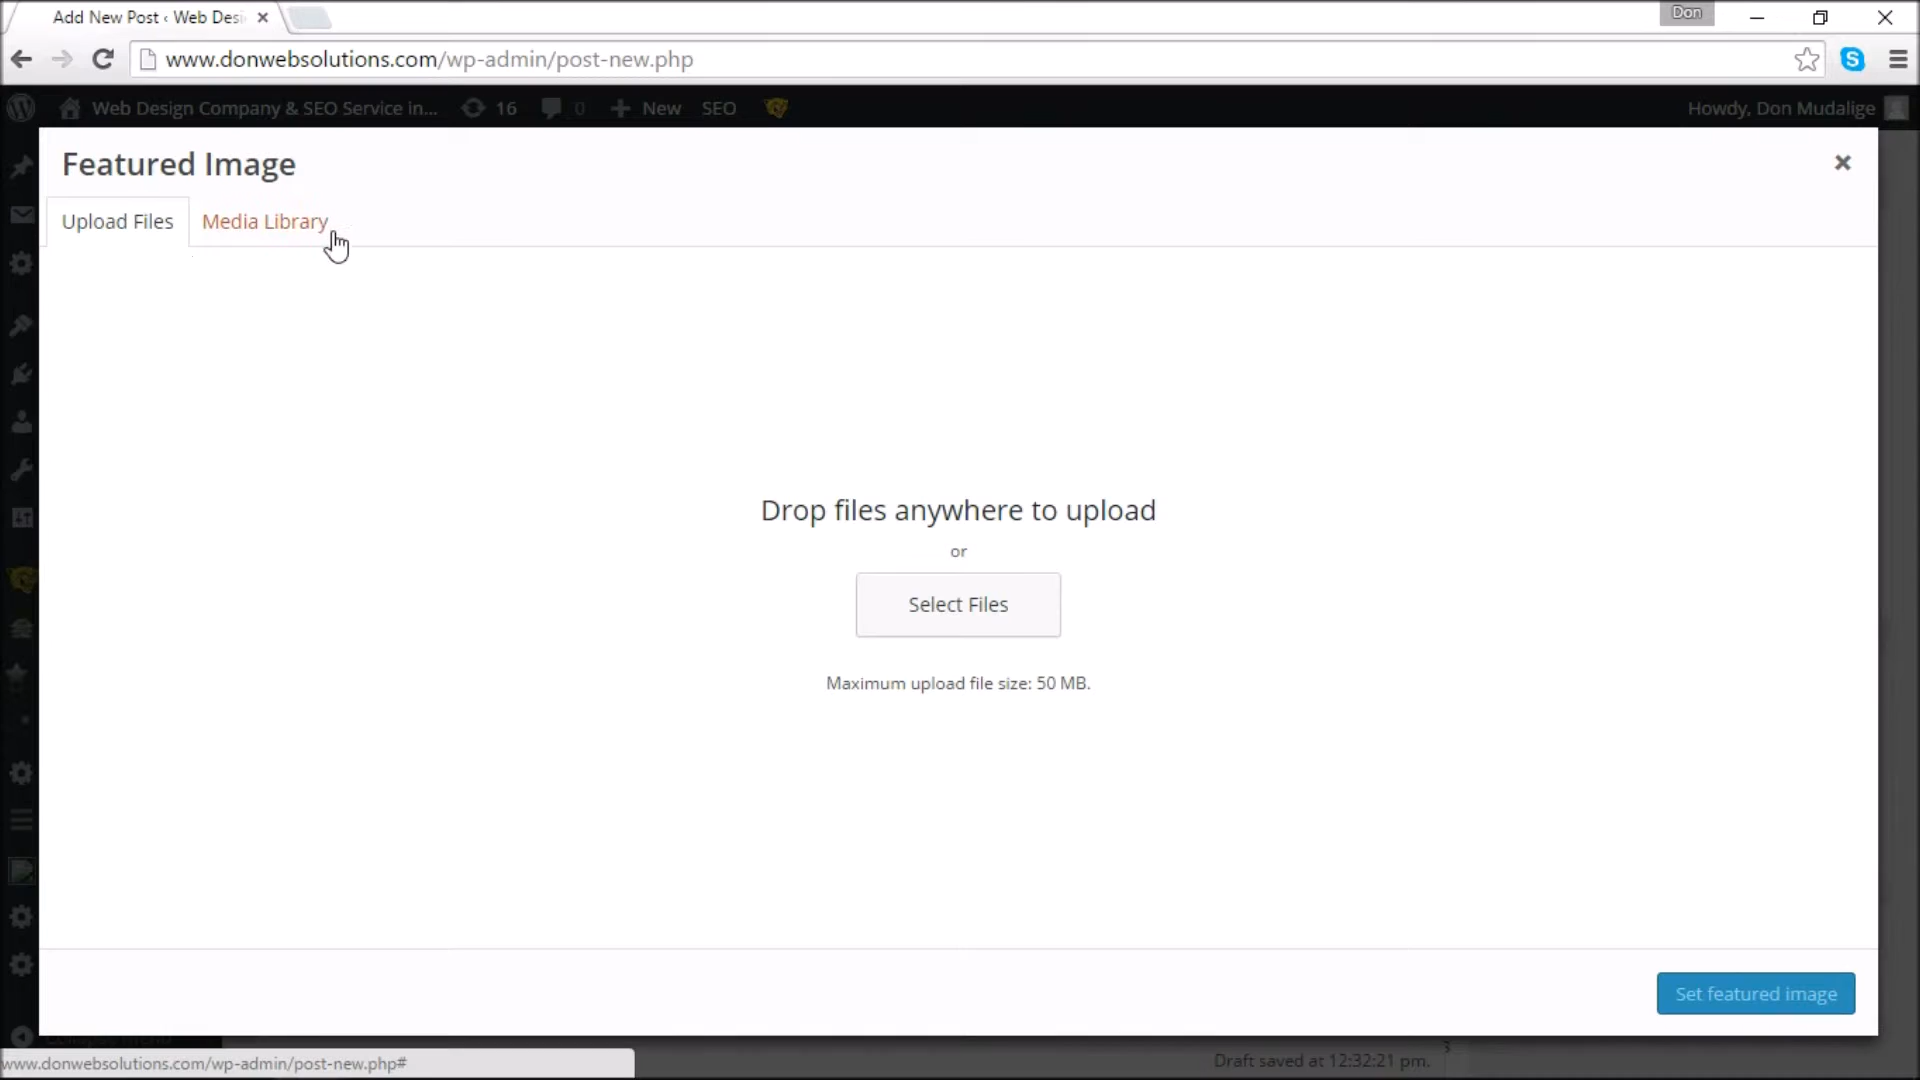 Add New Post ‹ Web Desi
Don
www.donwebsolutions.com/wp-admin/post-new.php
Web Design Company & SEO Service in... 16 0 New SEO Howdy, Don Mudalige
Featured Image
Upload Files Media Library
Drop files anywhere to upload
or
Select Files
Maximum upload file size: 50 MB.
Set featured image
www.donwebsolutions.com/wp-admin/post-new.php#
Draft saved at 12:32:21 pm.